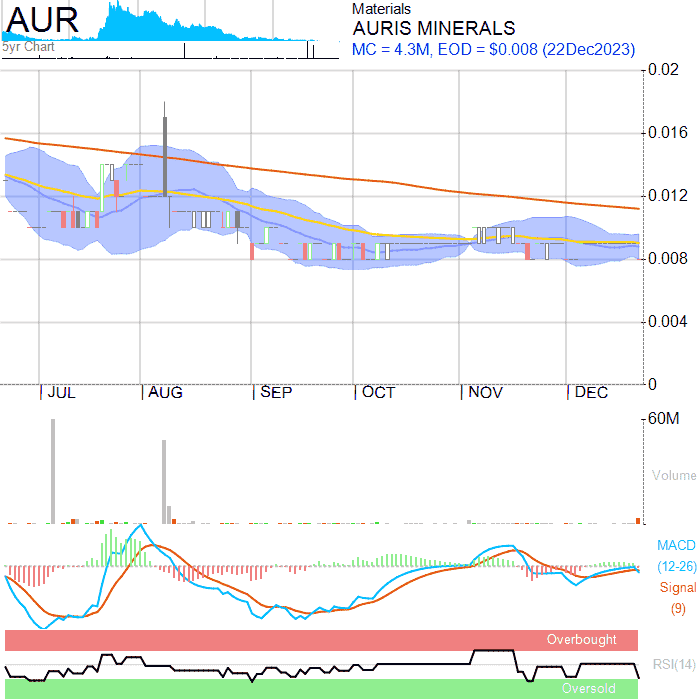 AUR
5yr Chart
Materials
AURIS MINERALS
MC = 4.3M, EOD = $0.008 (22Dec2023)
0.02
0.016
0.012
0.008
0.004
0
JUL
AUG
SEP
OCT
NOV
DEC
60M
Volume
MACD
(12-26)
Signal
(9)
Overbought
RSI(14)
Oversold